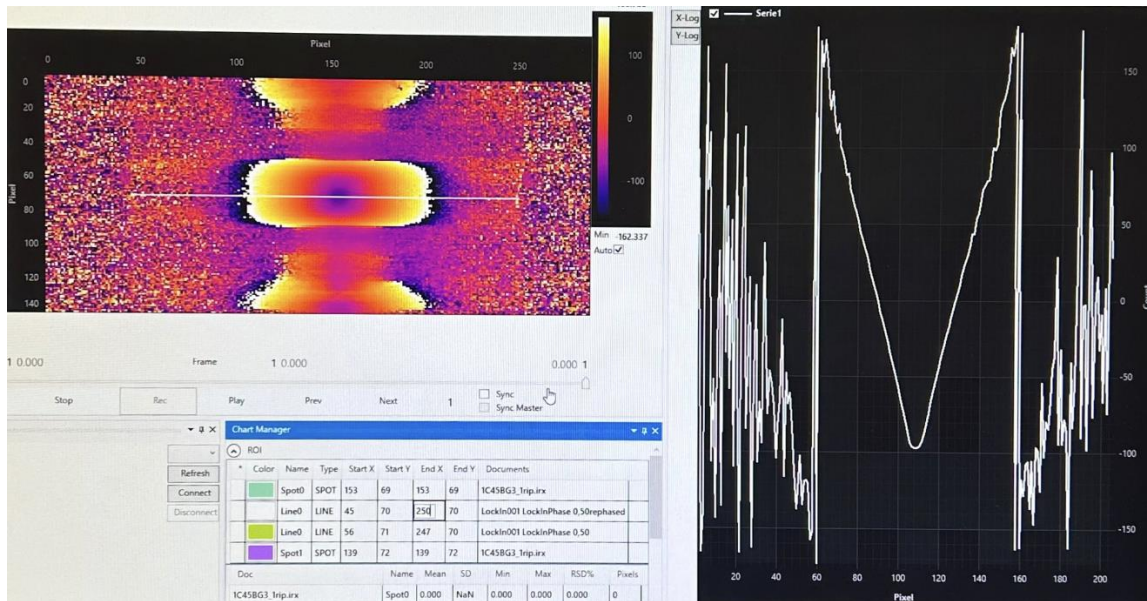 Pixel
0 50 100 150 200 250
0
20
40
60
80
100
120
140
Pixel
100
0
-100
Min -162.337
Auto
1 0.000 Frame 1 0.000 0.000 1
Stop Rec Play Prev Next 1
Sync
Sync Master
Refresh
Connect
Disconnect
Chart Manager
ROI
* Color Name Type Start X Start Y End X End Y Documents
Spot0 SPOT 153 69 153 69 1C45BG3_1rip.irx
Line0 LINE 45 70 250 70 LockIn001 LockInPhase 0,50rephased
Line0 LINE 56 71 247 70 LockIn001 LockInPhase 0,50
Spot1 SPOT 139 72 139 72 1C45BG3_1rip.irx
Doc Name Mean SD Min Max RSD% Pixels
1C45BG3_1rip.irx Spot0 0.000 NaN 0.000 0.000 0.000 0
X-Log
Y-Log
Serie1
150
100
50
0
-50
-100
-150
20 40 60 80 100 120 140 160 180 200
Pixel